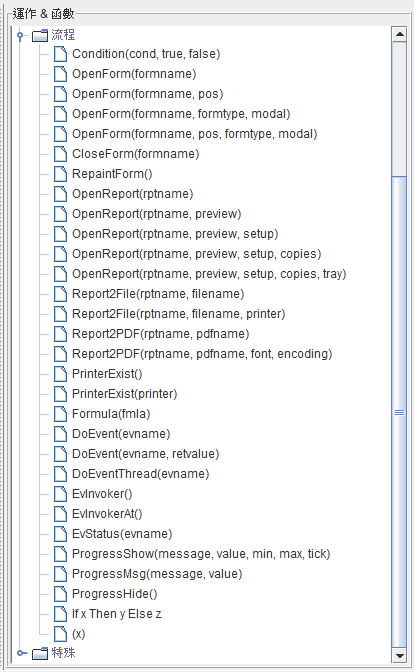 運作 & 函數
流程
Condition(cond, true, false)
OpenForm(formname)
OpenForm(formname, pos)
OpenForm(formname, formtype, modal)
OpenForm(formname, pos, formtype, modal)
CloseForm(formname)
RepaintForm()
OpenReport(rptname)
OpenReport(rptname, preview)
OpenReport(rptname, preview, setup)
OpenReport(rptname, preview, setup, copies)
OpenReport(rptname, preview, setup, copies, tray)
Report2File(rptname, filename)
Report2File(rptname, filename, printer)
Report2PDF(rptname, pdfname)
Report2PDF(rptname, pdfname, font, encoding)
PrinterExist()
PrinterExist(printer)
Formula(fmla)
DoEvent(evname)
DoEvent(evname, retvalue)
DoEventThread(evname)
EvInvoker()
EvInvokerAt()
EvStatus(evname)
ProgressShow(message, value, min, max, tick)
ProgressMsg(message, value)
ProgressHide()
If x Then y Else z
(x)
特殊